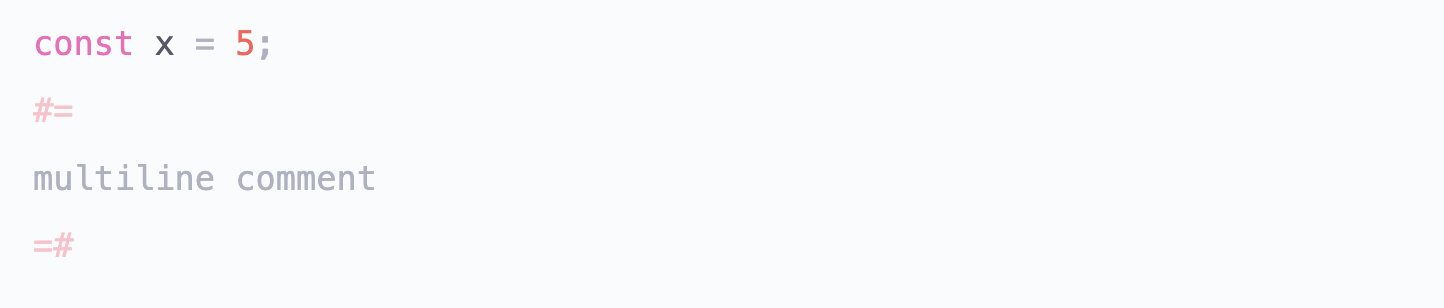 const x = 5;
#=
multiline comment
=#